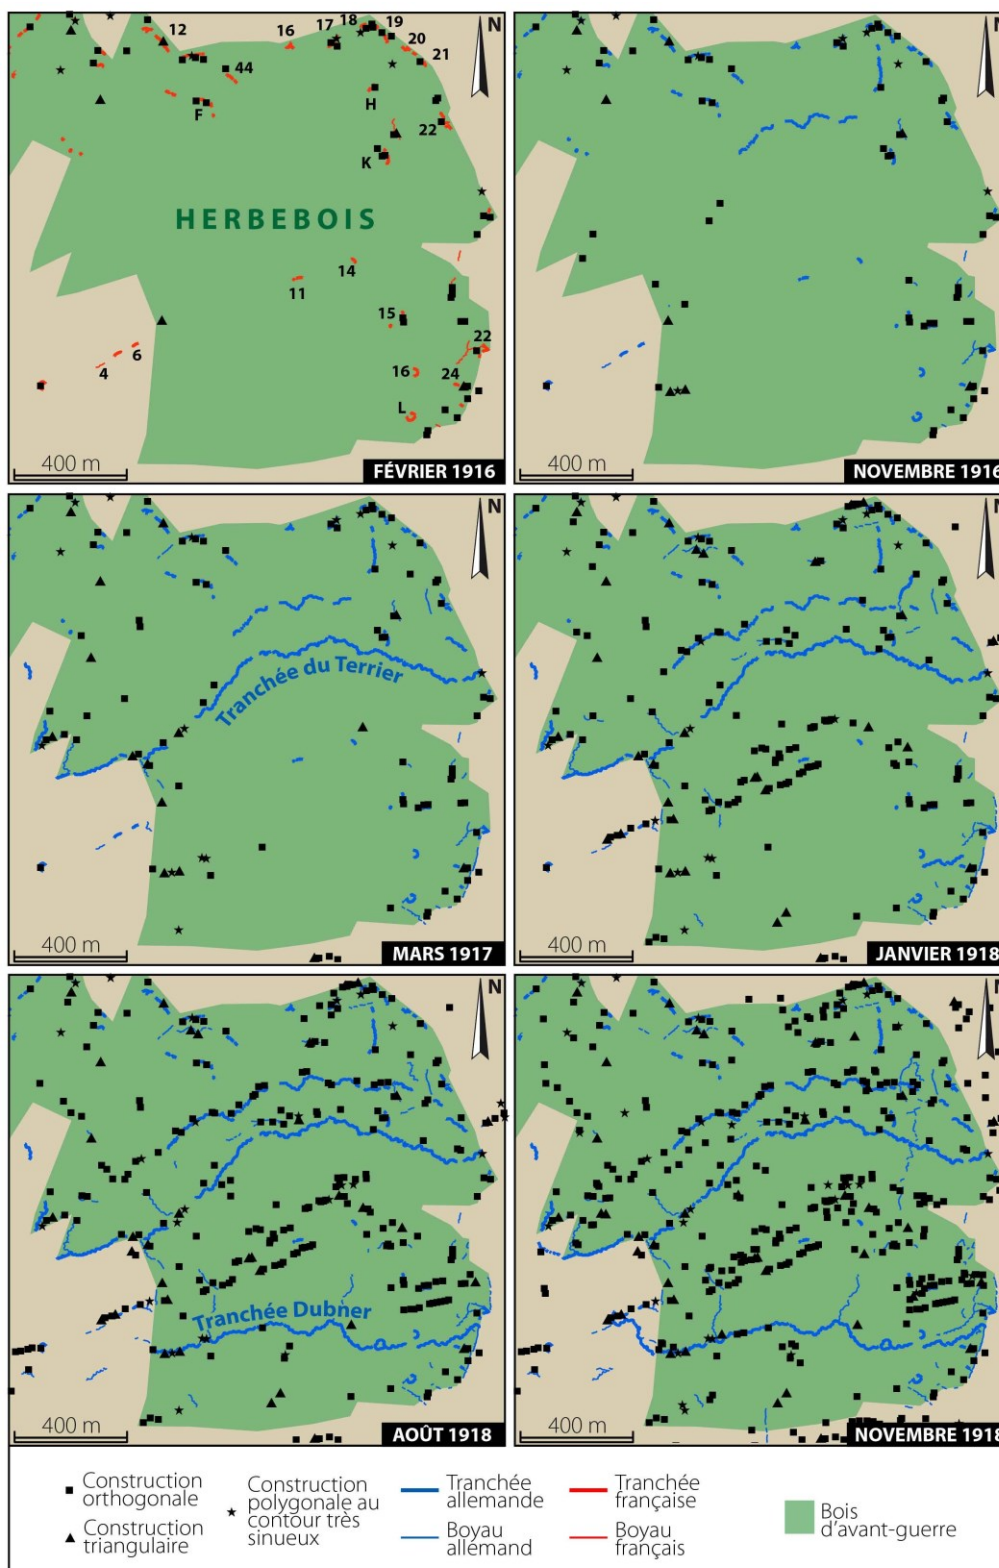 12
16
17
18
19
N
20
21
44
F
H
22
K
HERBEBOIS
14
11
15
22
6
4
16
24
L
400 m
FÉVRIER 1916
N
400 m
NOVEMBRE 1916
N
Tranchée du Terrier
400 m
MARS 1917
N
400 m
JANVIER 1918
N
Tranchée Dubner
400 m
AOÛT 1918
N
400 m
NOVEMBRE 1918
Construction
orthogonale
Construction
triangulaire
Construction
polygonale au
contour très
sinueux
Tranchée
allemande
Boyau
allemand
Tranchée
française
Boyau
français
Bois
d'avant-guerre